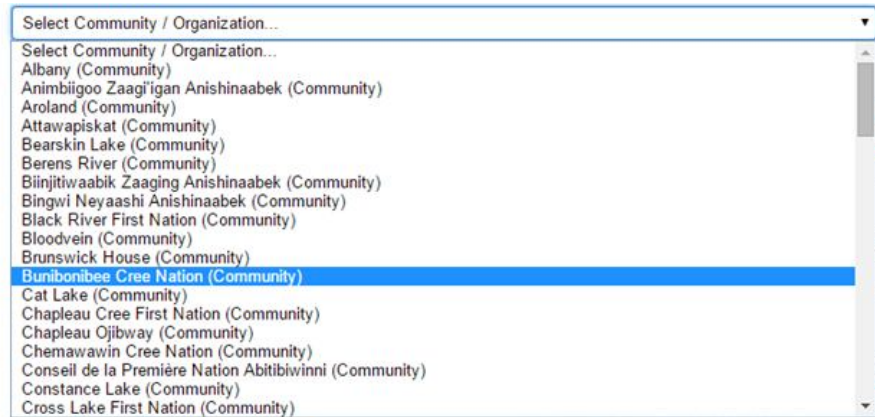 Select Community / Organization...
Select Community / Organization...
Albany (Community)
Animbiigoo Zaagi'igan Anishinaabek (Community)
Aroland (Community)
Attawapiskat (Community)
Bearskin Lake (Community)
Berens River (Community)
Biinjitiwaabik Zaaging Anishinaabek (Community)
Bingwi Neyaashi Anishinaabek (Community)
Black River First Nation (Community)
Bloodvein (Community)
Brunswick House (Community)
Bunibonibee Cree Nation (Community)
Cat Lake (Community)
Chapleau Cree First Nation (Community)
Chapleau Ojibway (Community)
Chemawawin Cree Nation (Community)
Conseil de la Première Nation Abitibiwinni (Community)
Constance Lake (Community)
Cross Lake First Nation (Community)